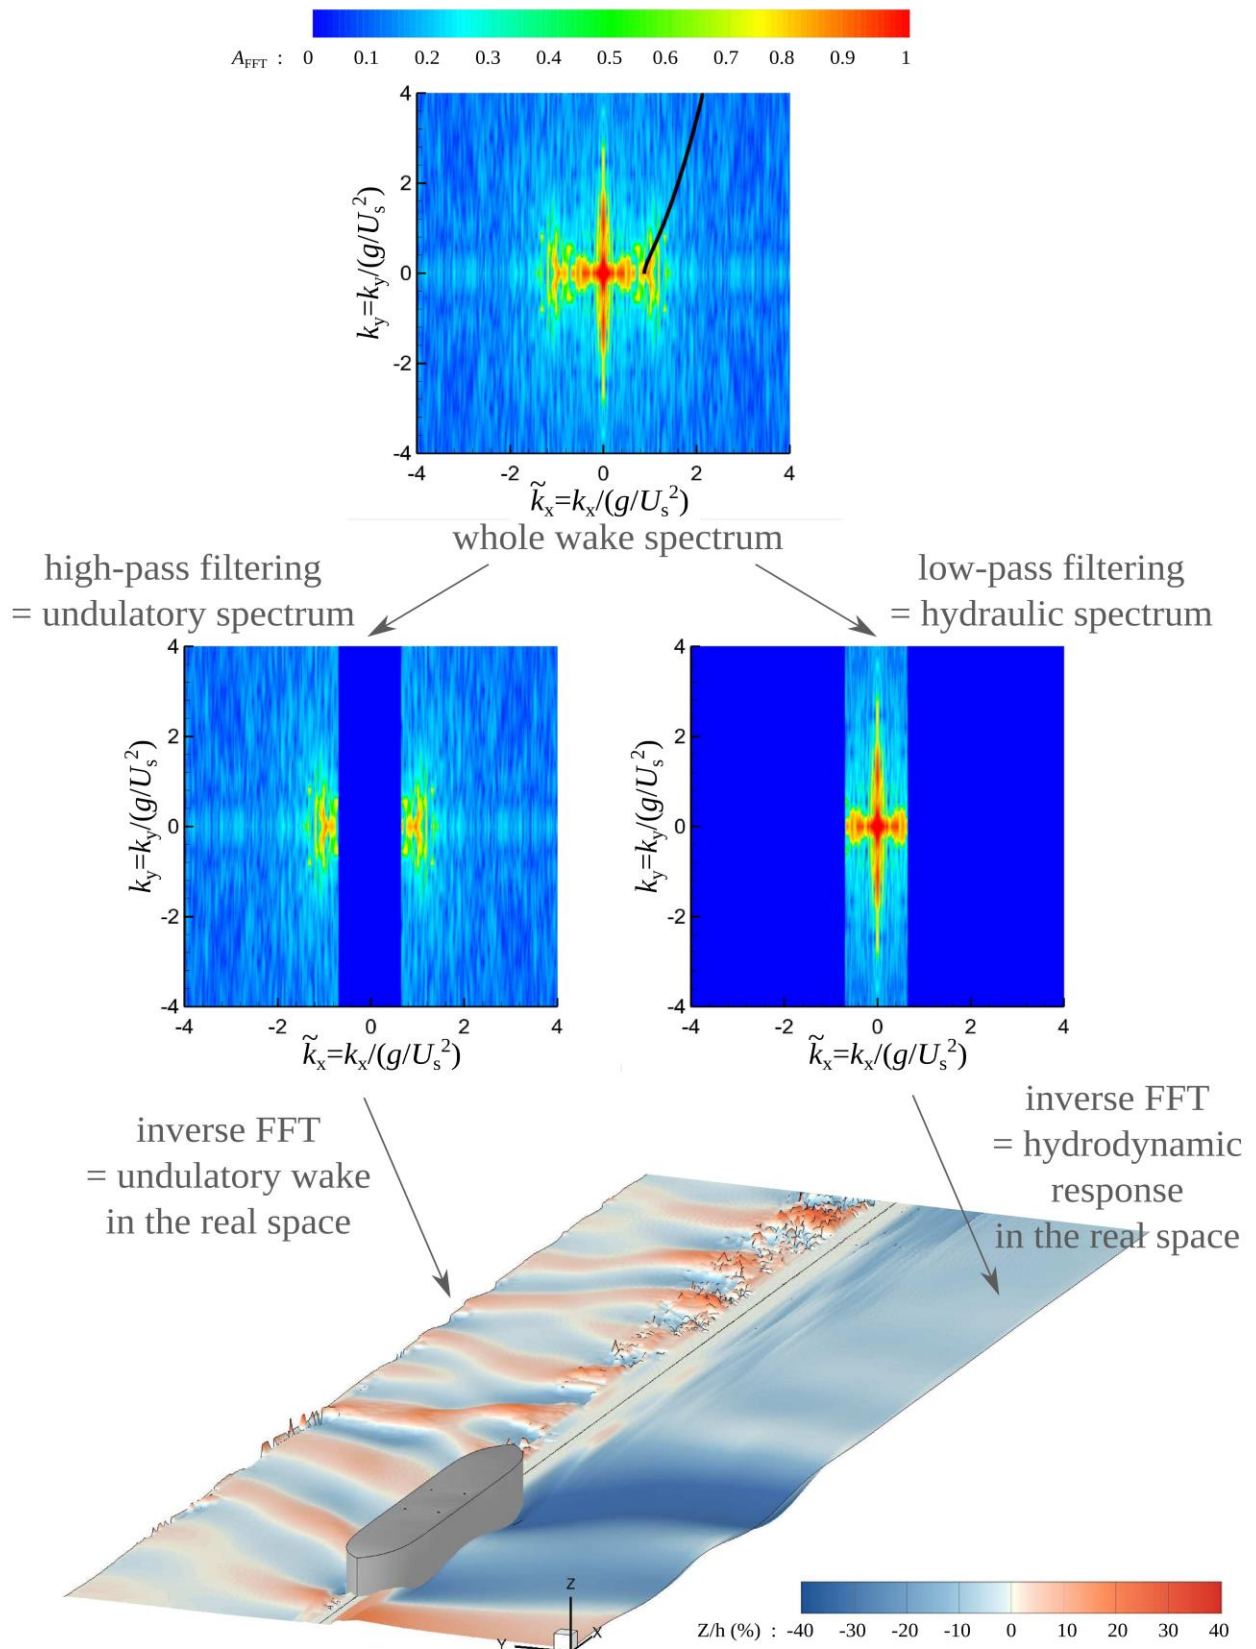 A_FFT : 0 0.1 0.2 0.3 0.4 0.5 0.6 0.7 0.8 0.9 1
4
2
0
-2
-4
k_y=k_y/(g/U_s^2)
-4 -2 0 2 4
k̃_x=k_x/(g/U_s^2)
whole wake spectrum
high-pass filtering
= undulatory spectrum
low-pass filtering
= hydraulic spectrum
4
2
0
-2
-4
k_y=k_y/(g/U_s^2)
-4 -2 0 2 4
k̃_x=k_x/(g/U_s^2)
4
2
0
-2
-4
k_y=k_y/(g/U_s^2)
-4 -2 0 2 4
k̃_x=k_x/(g/U_s^2)
inverse FFT
= undulatory wake
in the real space
inverse FFT
= hydrodynamic
response
in the real space
Z
Y
X
Z/h (%) : -40 -30 -20 -10 0 10 20 30 40